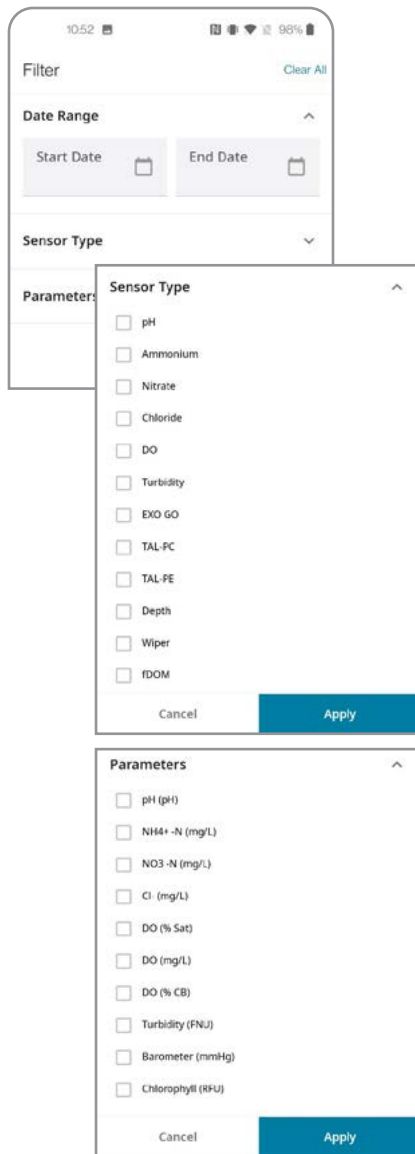 10:52 98%
Filter Clear All
Date Range
Start Date End Date
Sensor Type
Parameters
Sensor Type
pH
Ammonium
Nitrate
Chloride
DO
Turbidity
EXO GO
TAL-PC
TAL-PE
Depth
Wiper
fDOM
Cancel Apply
Parameters
pH (pH)
NH4+ -N (mg/L)
NO3 -N (mg/L)
Cl- (mg/L)
DO (% Sat)
DO (mg/L)
DO (% CB)
Turbidity (FNU)
Barometer (mmHg)
Chlorophyll (RFU)
Cancel Apply